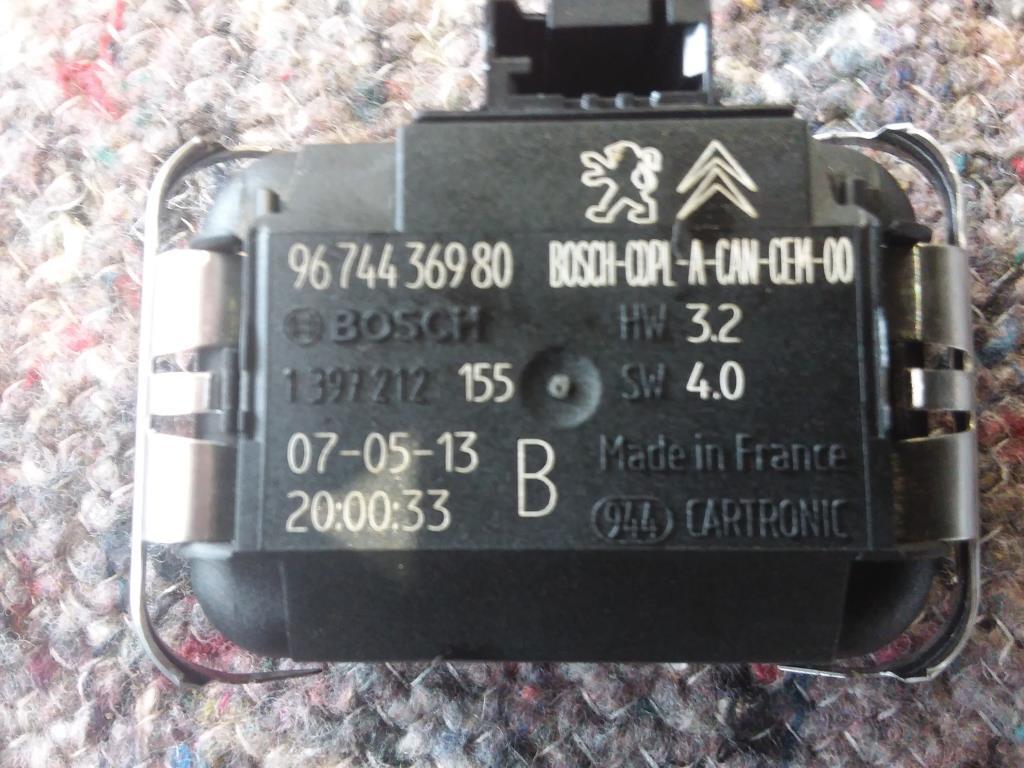 96 744 369 80 BOSCH-CDPL-A-CAN-CEM-00
BOSCH HW 3.2
1 397 212 155 SW 4.0
07-05-13 B Made in France
20:00:33 944 CARTRONIC